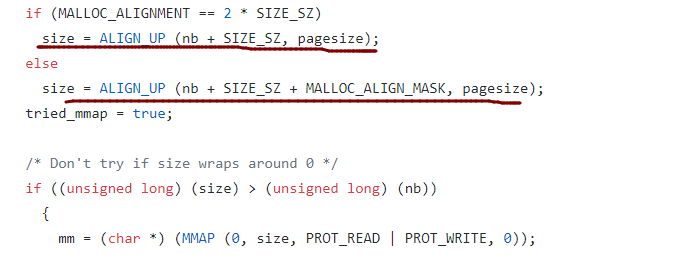 if (MALLOC_ALIGNMENT == 2 * SIZE_SZ)
size = ALIGN_UP (nb + SIZE_SZ, pagesize);
else
size = ALIGN_UP (nb + SIZE_SZ + MALLOC_ALIGN_MASK, pagesize);
tried_mmap = true;
/* Don't try if size wraps around 0 */
if ((unsigned long) (size) > (unsigned long) (nb))
{
mm = (char *) (MMAP (0, size, PROT_READ | PROT_WRITE, 0));